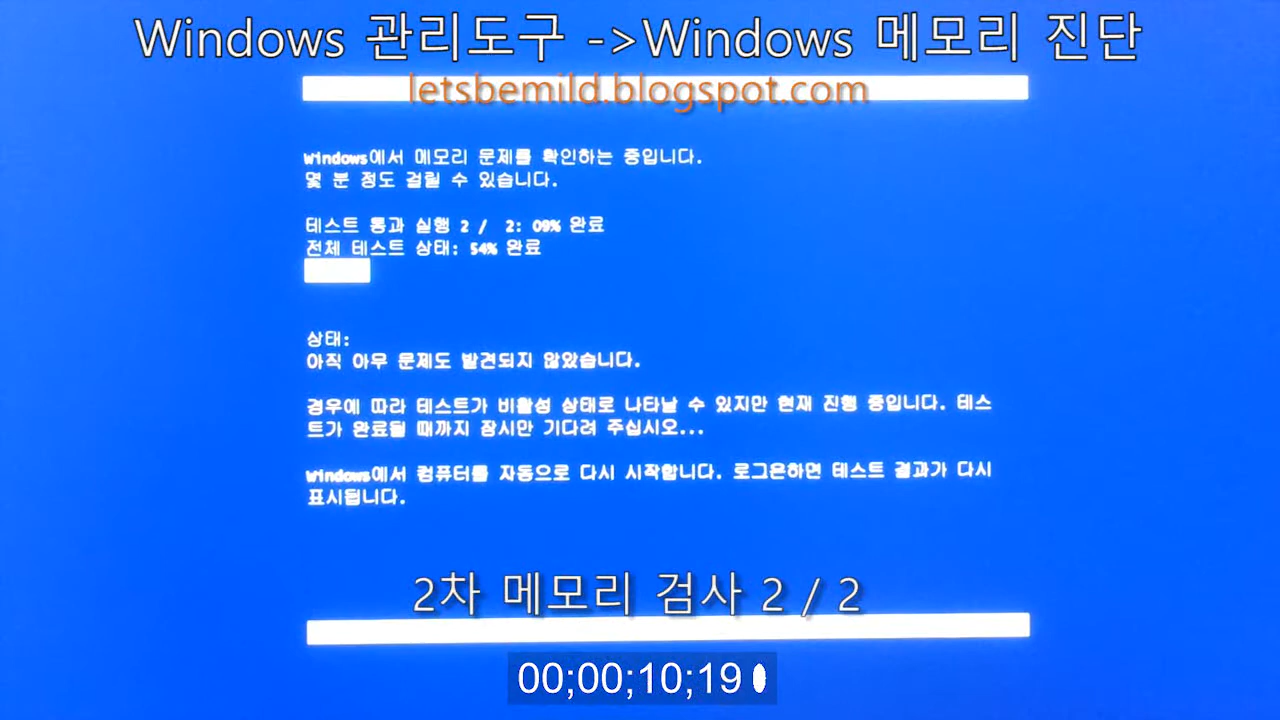 Windows 관리도구 ->Windows 메모리 진단
letsbemild.blogspot.com
Windows에서 메모리 문제를 확인하는 중입니다.
몇 분 정도 걸릴 수 있습니다.
테스트 통과 실행 2 / 2: 09% 완료
전체 테스트 상태: 54% 완료
상태:
아직 아무 문제도 발견되지 않았습니다.
경우에 따라 테스트가 비활성 상태로 나타날 수 있지만 현재 진행 중입니다. 테스
트가 완료될 때까지 잠시만 기다려 주십시오...
Windows에서 컴퓨터를 자동으로 다시 시작합니다. 로그온하면 테스트 결과가 다시
표시됩니다.
2차 메모리 검사 2 / 2
00;00;10;19